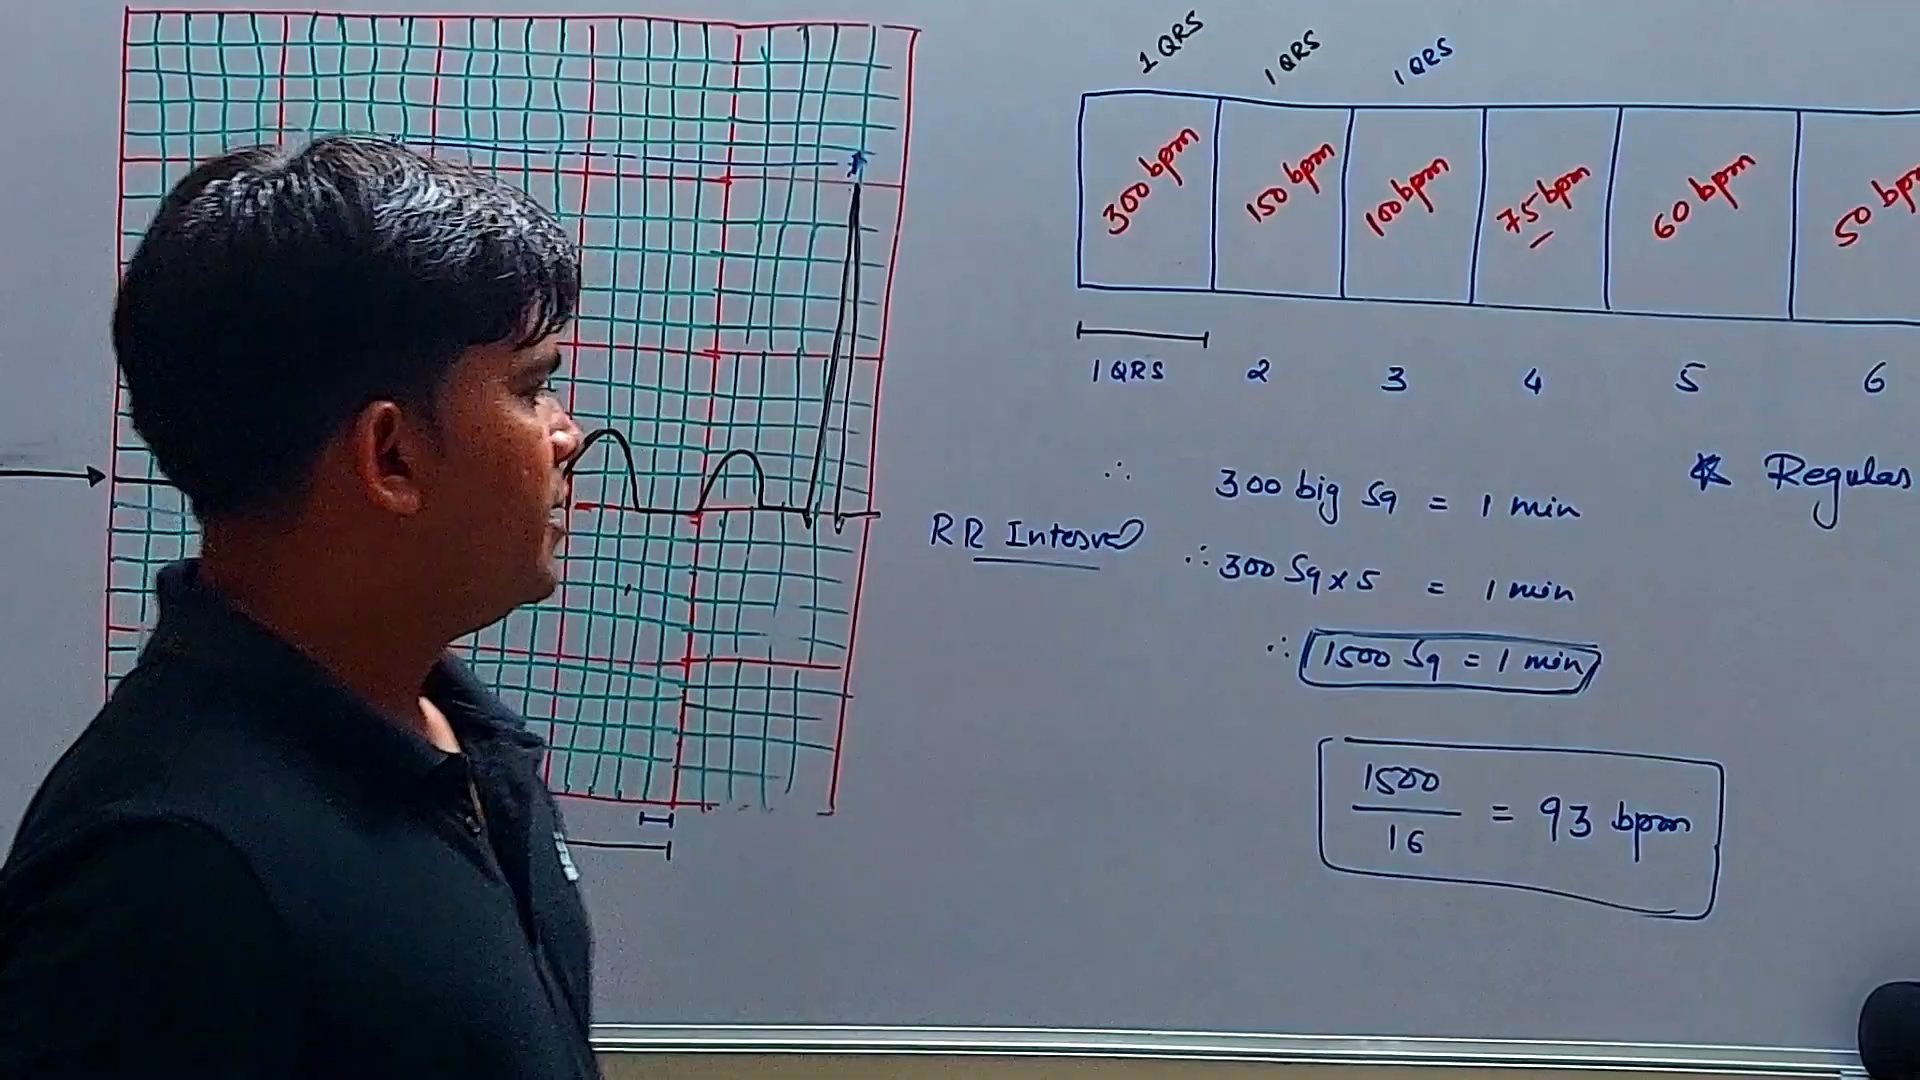 1 QRS 1 QRS 1 QRS
300 bpm 150 bpm 100 bpm 75 bpm 60 bpm 50 bpm
1 QRS 2 3 4 5 6
* Regular
∴ 300 big Sq = 1 min
RR Interval
∴ 300 Sq x 5 = 1 min
∴ 1500 Sq = 1 min
1500
16
= 93 bpm